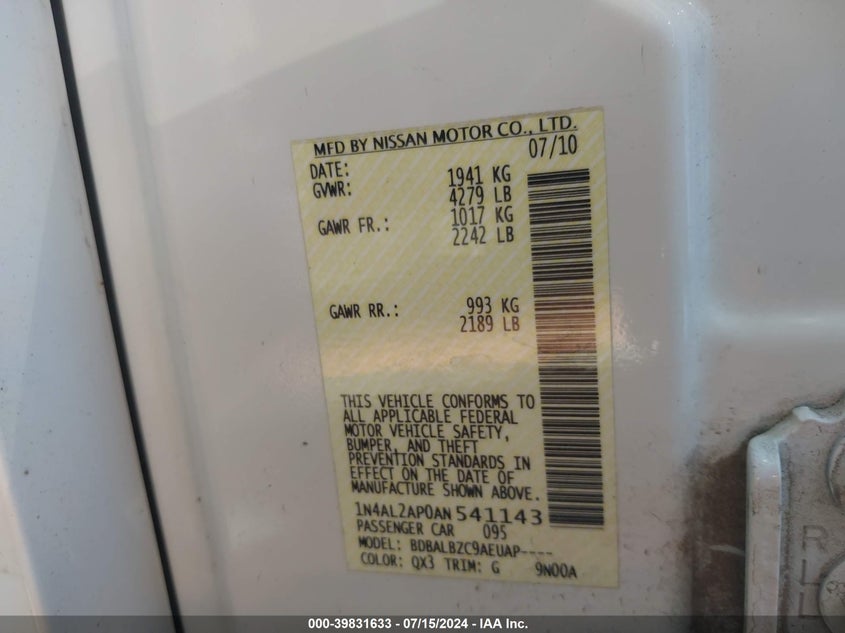 MFD BY NISSAN MOTOR CO., LTD.
DATE: 07/10
GVWR: 1941 KG
4279 LB
GAWR FR.: 1017 KG
2242 LB
GAWR RR.: 993 KG
2189 LB
THIS VEHICLE CONFORMS TO
ALL APPLICABLE FEDERAL
MOTOR VEHICLE SAFETY,
BUMPER, AND THEFT
PREVENTION STANDARDS IN
EFFECT ON THE DATE OF
MANUFACTURE SHOWN ABOVE.
1N4AL2AP0AN 541143
PASSENGER CAR 095
MODEL: BDBALBZC9AEUAP----
COLOR: QX3 TRIM: G 9N00A
R
L
L
000-39831633 - 07/15/2024 - IAA Inc.